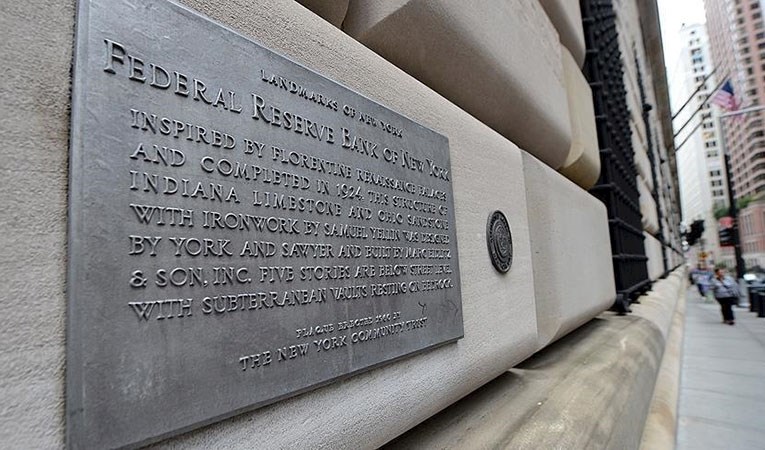 LANDMARKS OF NEW YORK
FEDERAL RESERVE BANK OF NEW YORK
INSPIRED BY FLORENTINE RENAISSANCE PALACES
AND COMPLETED IN 1924, THIS STRUCTURE OF
INDIANA LIMESTONE AND OHIO SANDSTONE
WITH IRONWORK BY SAMUEL YELLIN WAS DESIGNED
BY YORK AND SAWYER AND BUILT BY MARC EIDLITZ
& SON, INC. FIVE STORIES ARE BELOW STREET LEVEL
WITH SUBTERRANEAN VAULTS RESTING ON BEDROCK.
PLAQUE ERECTED BY
THE NEW YORK COMMUNITY TRUST